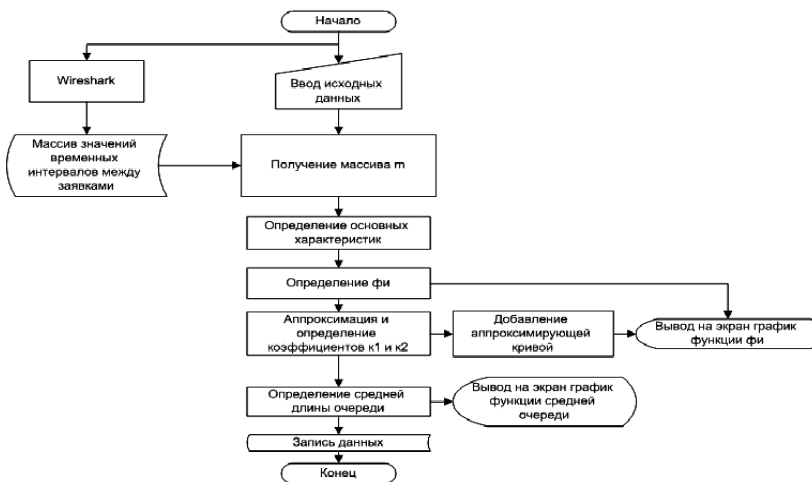 Начало
Wireshark
Ввод исходных
данных
Массив значений
временных
интервалов между
заявками
Получение массива m
Определение основных
характеристик
Определение фи
Аппроксимация и
определение
коэффициентов к1 и к2
Добавление
аппроксимирующей
кривой
Вывод на экран график
функции фи
Определение средней
длины очереди
Вывод на экран график
функции средней
очереди
Запись данных
Конец